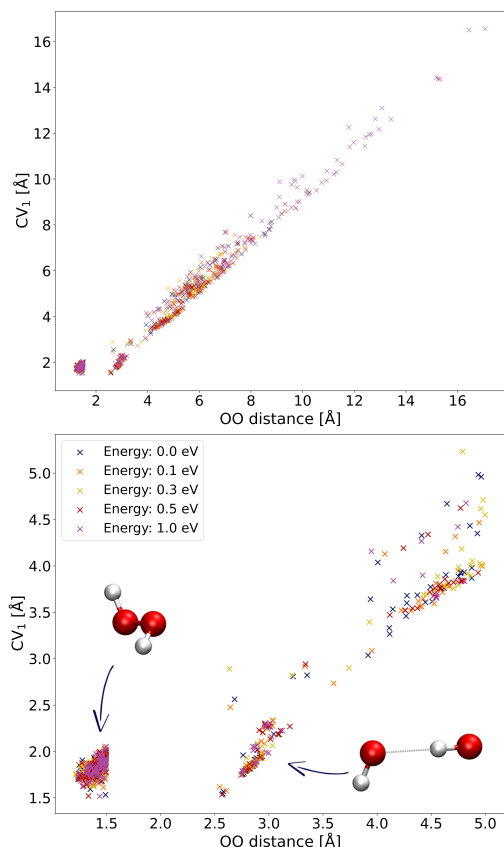 16
14
12
10
8
6
4
2
CV₁ [Å]
2 4 6 8 10 12 14 16
OO distance [Å]
Energy: 0.0 eV
Energy: 0.1 eV
Energy: 0.3 eV
Energy: 0.5 eV
Energy: 1.0 eV
5.0
4.5
4.0
3.5
3.0
2.5
2.0
1.5
CV₁ [Å]
1.5 2.0 2.5 3.0 3.5 4.0 4.5 5.0
OO distance [Å]